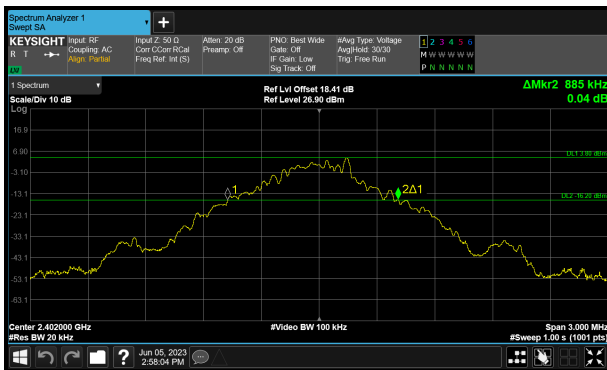 Spectrum Analyzer 1
Swept SA
+
KEYSIGHT Input: RF Input Z: 50 Ω Atten: 20 dB PNO: Best Wide #Avg Type: Voltage 1 2 3 4 5 6
R T Coupling: AC Corr CCorr RCal Preamp: Off Gate: Off Avg|Hold: 30/30 M W W W W W
Align: Partial Freq Ref: Int (S) IF Gain: Low Trig: Free Run
Sig Track: Off P N N N N N
1 Spectrum Ref Lvl Offset 18.41 dB ΔMkr2 885 kHz
Scale/Div 10 dB Ref Level 26.90 dBm 0.04 dB
Log
16.9
6.90 DL1 3.80 dBm
-3.10
1 2Δ1
-13.1 DL2 -16.20 dBm
-23.1
-33.1
-43.1
-53.1
-63.1
Center 2.402000 GHz #Video BW 100 kHz Span 3.000 MHz
#Res BW 20 kHz #Sweep 1.00 s (1001 pts)
? Jun 05, 2023
2:58:04 PM